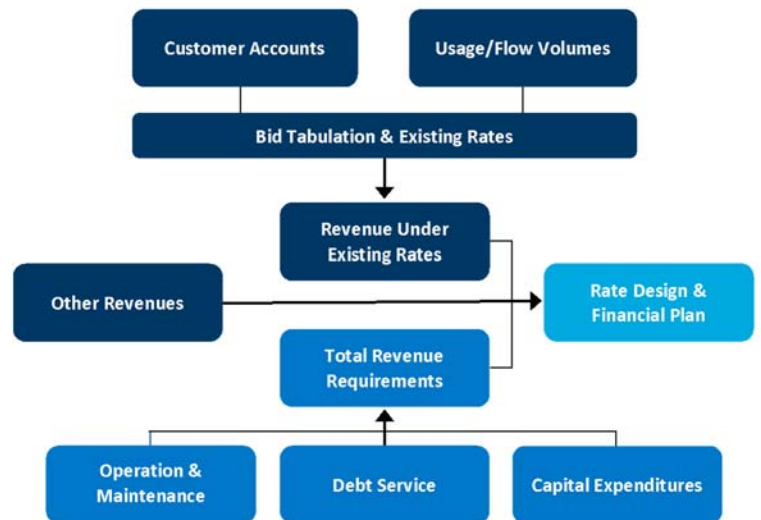 Customer Accounts
Usage/Flow Volumes
Bid Tabulation & Existing Rates
Revenue Under
Existing Rates
Other Revenues
Rate Design &
Financial Plan
Total Revenue
Requirements
Operation &
Maintenance
Debt Service
Capital Expenditures